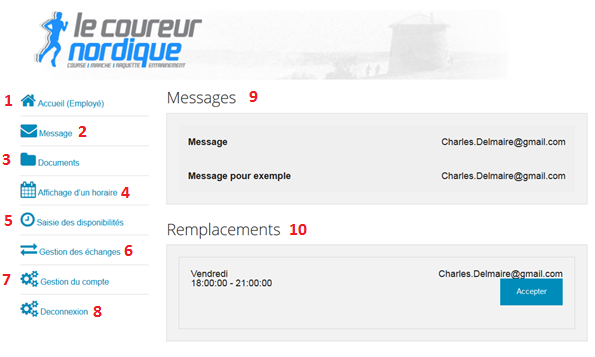 le coureur
nordique
COURSE | MARCHE | RAQUETTE | ENTRAINEMENT
1 Accueil (Employé)
Message 2
3 Documents
Affichage d'un horaire 4
5 Saisie des disponibilités
Gestion des échanges 6
7 Gestion du compte
Deconnexion 8
Messages 9
Message Charles.Delmaire@gmail.com
Message pour exemple Charles.Delmaire@gmail.com
Remplacements 10
Vendredi Charles.Delmaire@gmail.com
18:00:00 - 21:00:00
Accepter